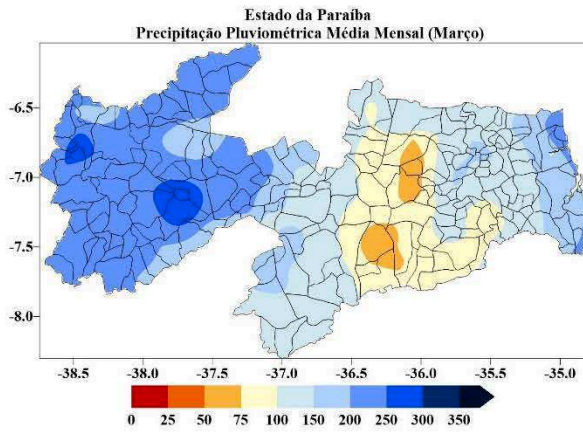 Estado da Paraíba
Precipitação Pluviométrica Média Mensal (Março)
-6.5
-7.0
-7.5
-8.0
-38.5 -38.0 -37.5 -37.0 -36.5 -36.0 -35.5 -35.0
0 25 50 75 100 150 200 250 300 350